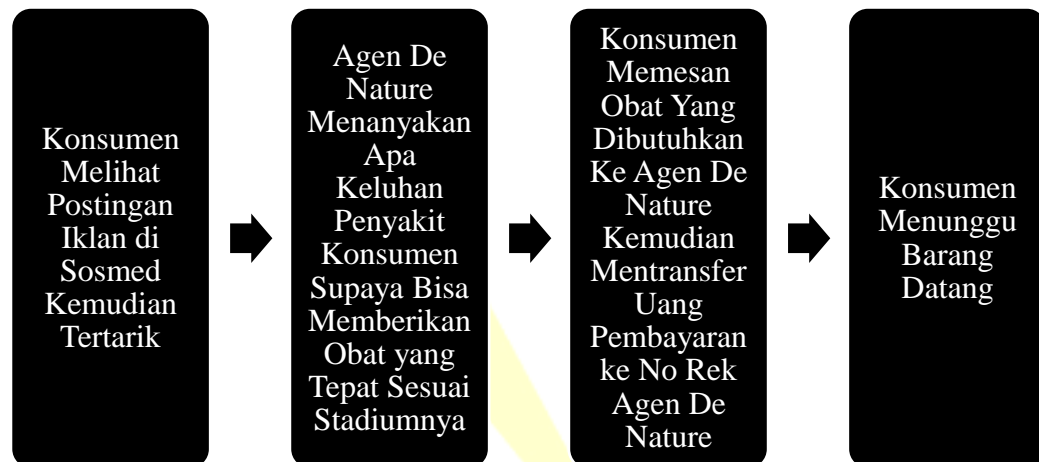 Konsumen
Melihat
Postingan
Iklan di
Sosmed
Kemudian
Tertarik
Agen De
Nature
Menanyakan
Apa
Keluhan
Penyakit
Konsumen
Supaya Bisa
Memberikan
Obat yang
Tepat Sesuai
Stadiumnya
Konsumen
Memesan
Obat Yang
Dibutuhkan
Ke Agen De
Nature
Kemudian
Mentransfer
Uang
Pembayaran
ke No Rek
Agen De
Nature
Konsumen
Menunggu
Barang
Datang